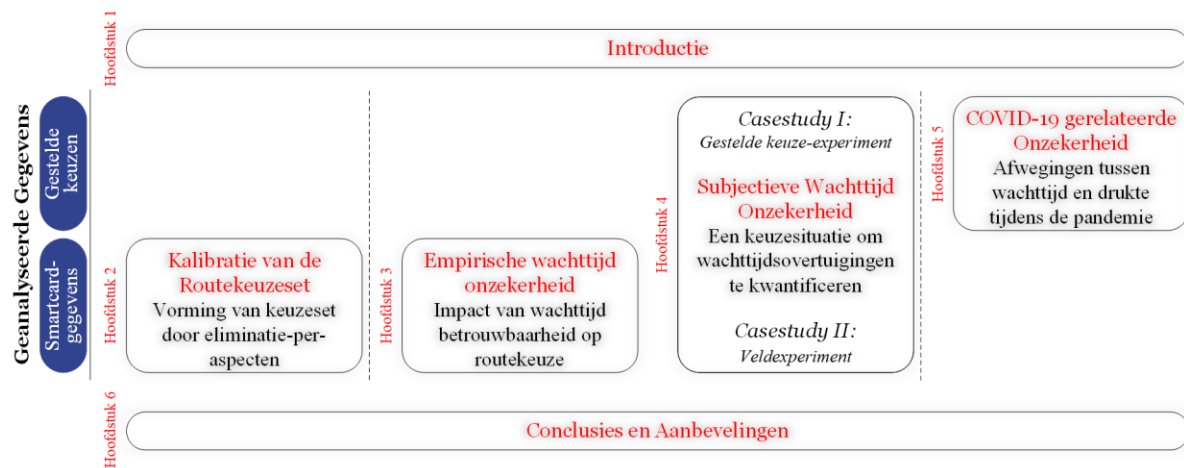 Hoofdstuk 1
Introductie
Geanalyseerde Gegevens
Gestelde
keuzen
Smartcard-
gegevens
Hoofdstuk 2
Kalibratie van de
Routekeuzeset
Vorming van keuzeset
door eliminatie-per-
aspecten
Hoofdstuk 3
Empirische wachttijd
onzekerheid
Impact van wachttijd
betrouwbaarheid op
routekeuze
Hoofdstuk 4
Casestudy I:
Gestelde keuze-experiment
Subjectieve Wachttijd
Onzekerheid
Een keuzesituatie om
wachttijdsovertuigingen
te kwantificeren
Casestudy II:
Veldexperiment
Hoofdstuk 5
COVID-19 gerelateerde
Onzekerheid
Afwegingen tussen
wachttijd en drukte
tijdens de pandemie
Hoofdstuk 6
Conclusies en Aanbevelingen